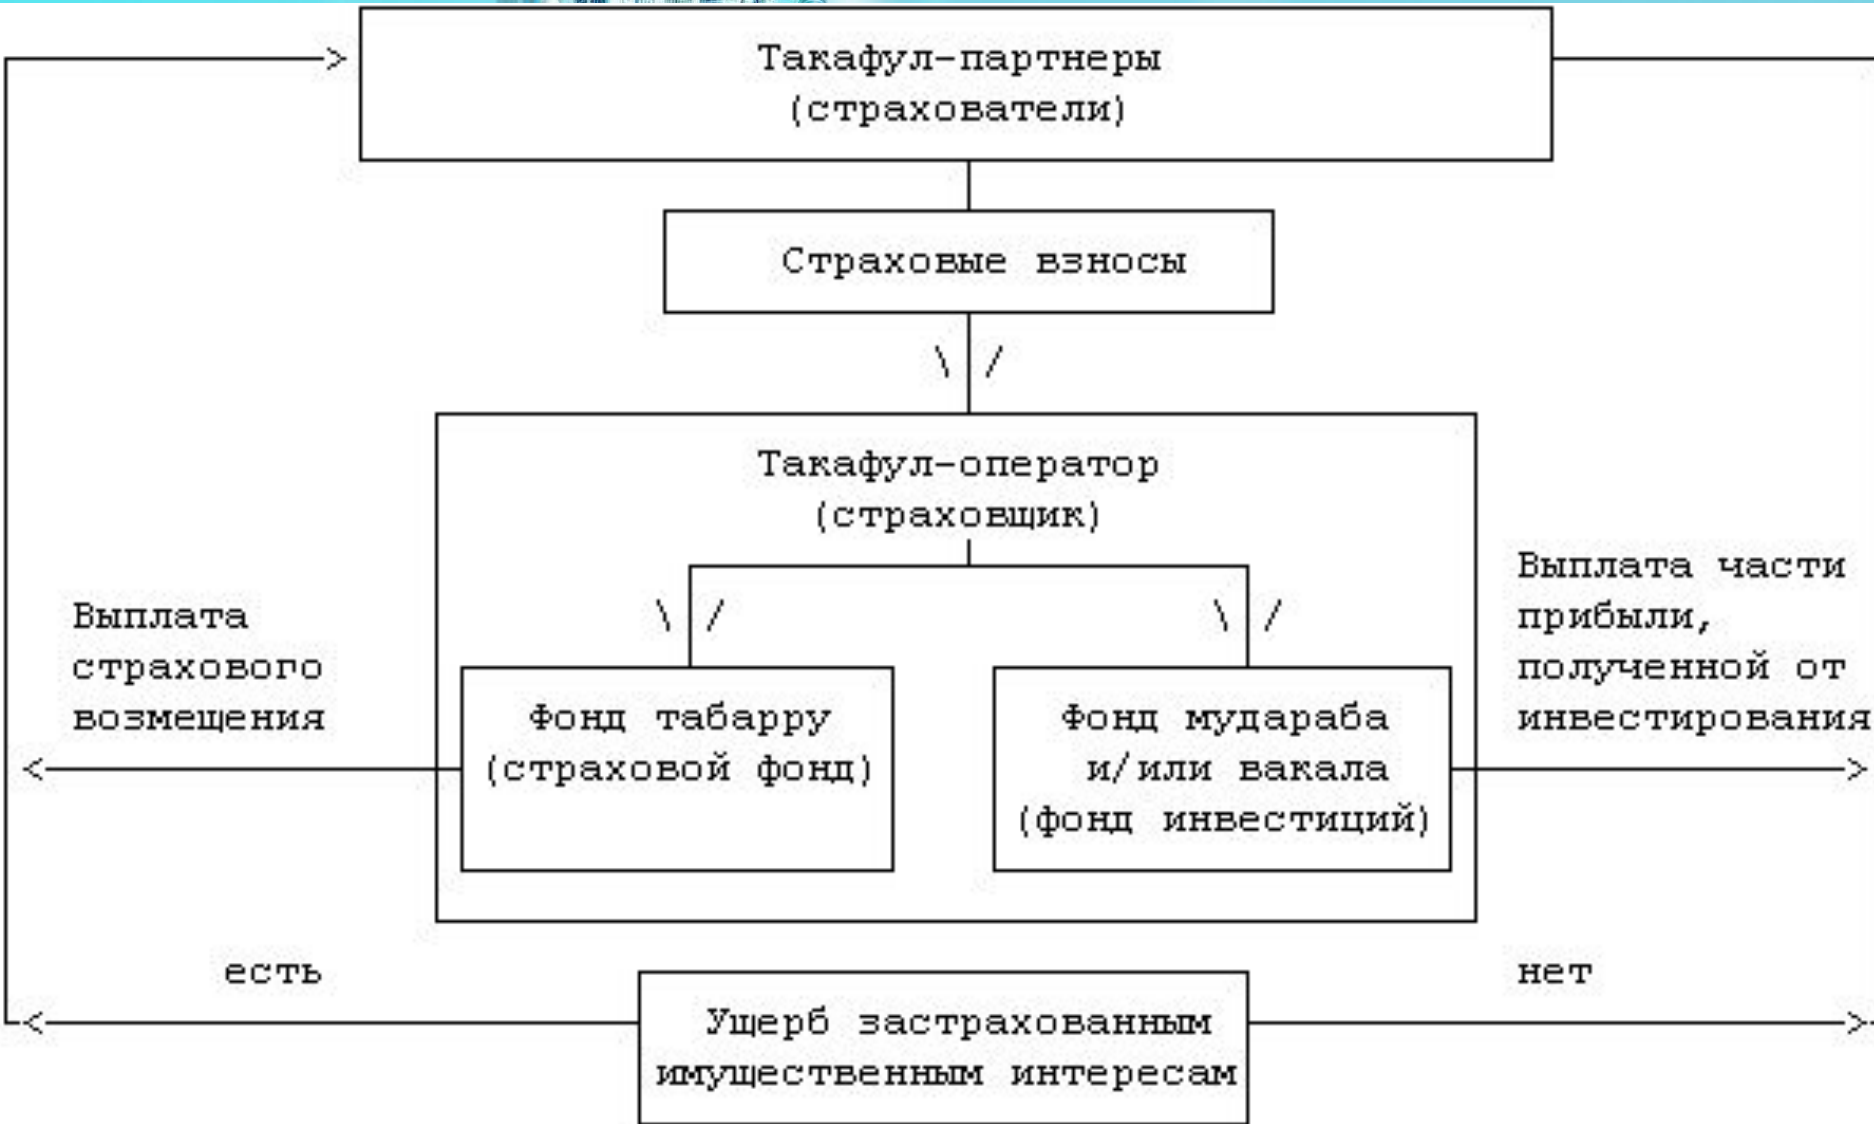 Такафул-партнеры
(страхователи)
Страховые взносы
Такафул-оператор
(страховщик)
Выплата
страхового
возмещения
Фонд табарру
(страховой фонд)
Фонд мудараба
и/или вакала
(фонд инвестиций)
Выплата части
прибыли,
полученной от
инвестирования
есть
нет
Ущерб застрахованным
имущественным интересам